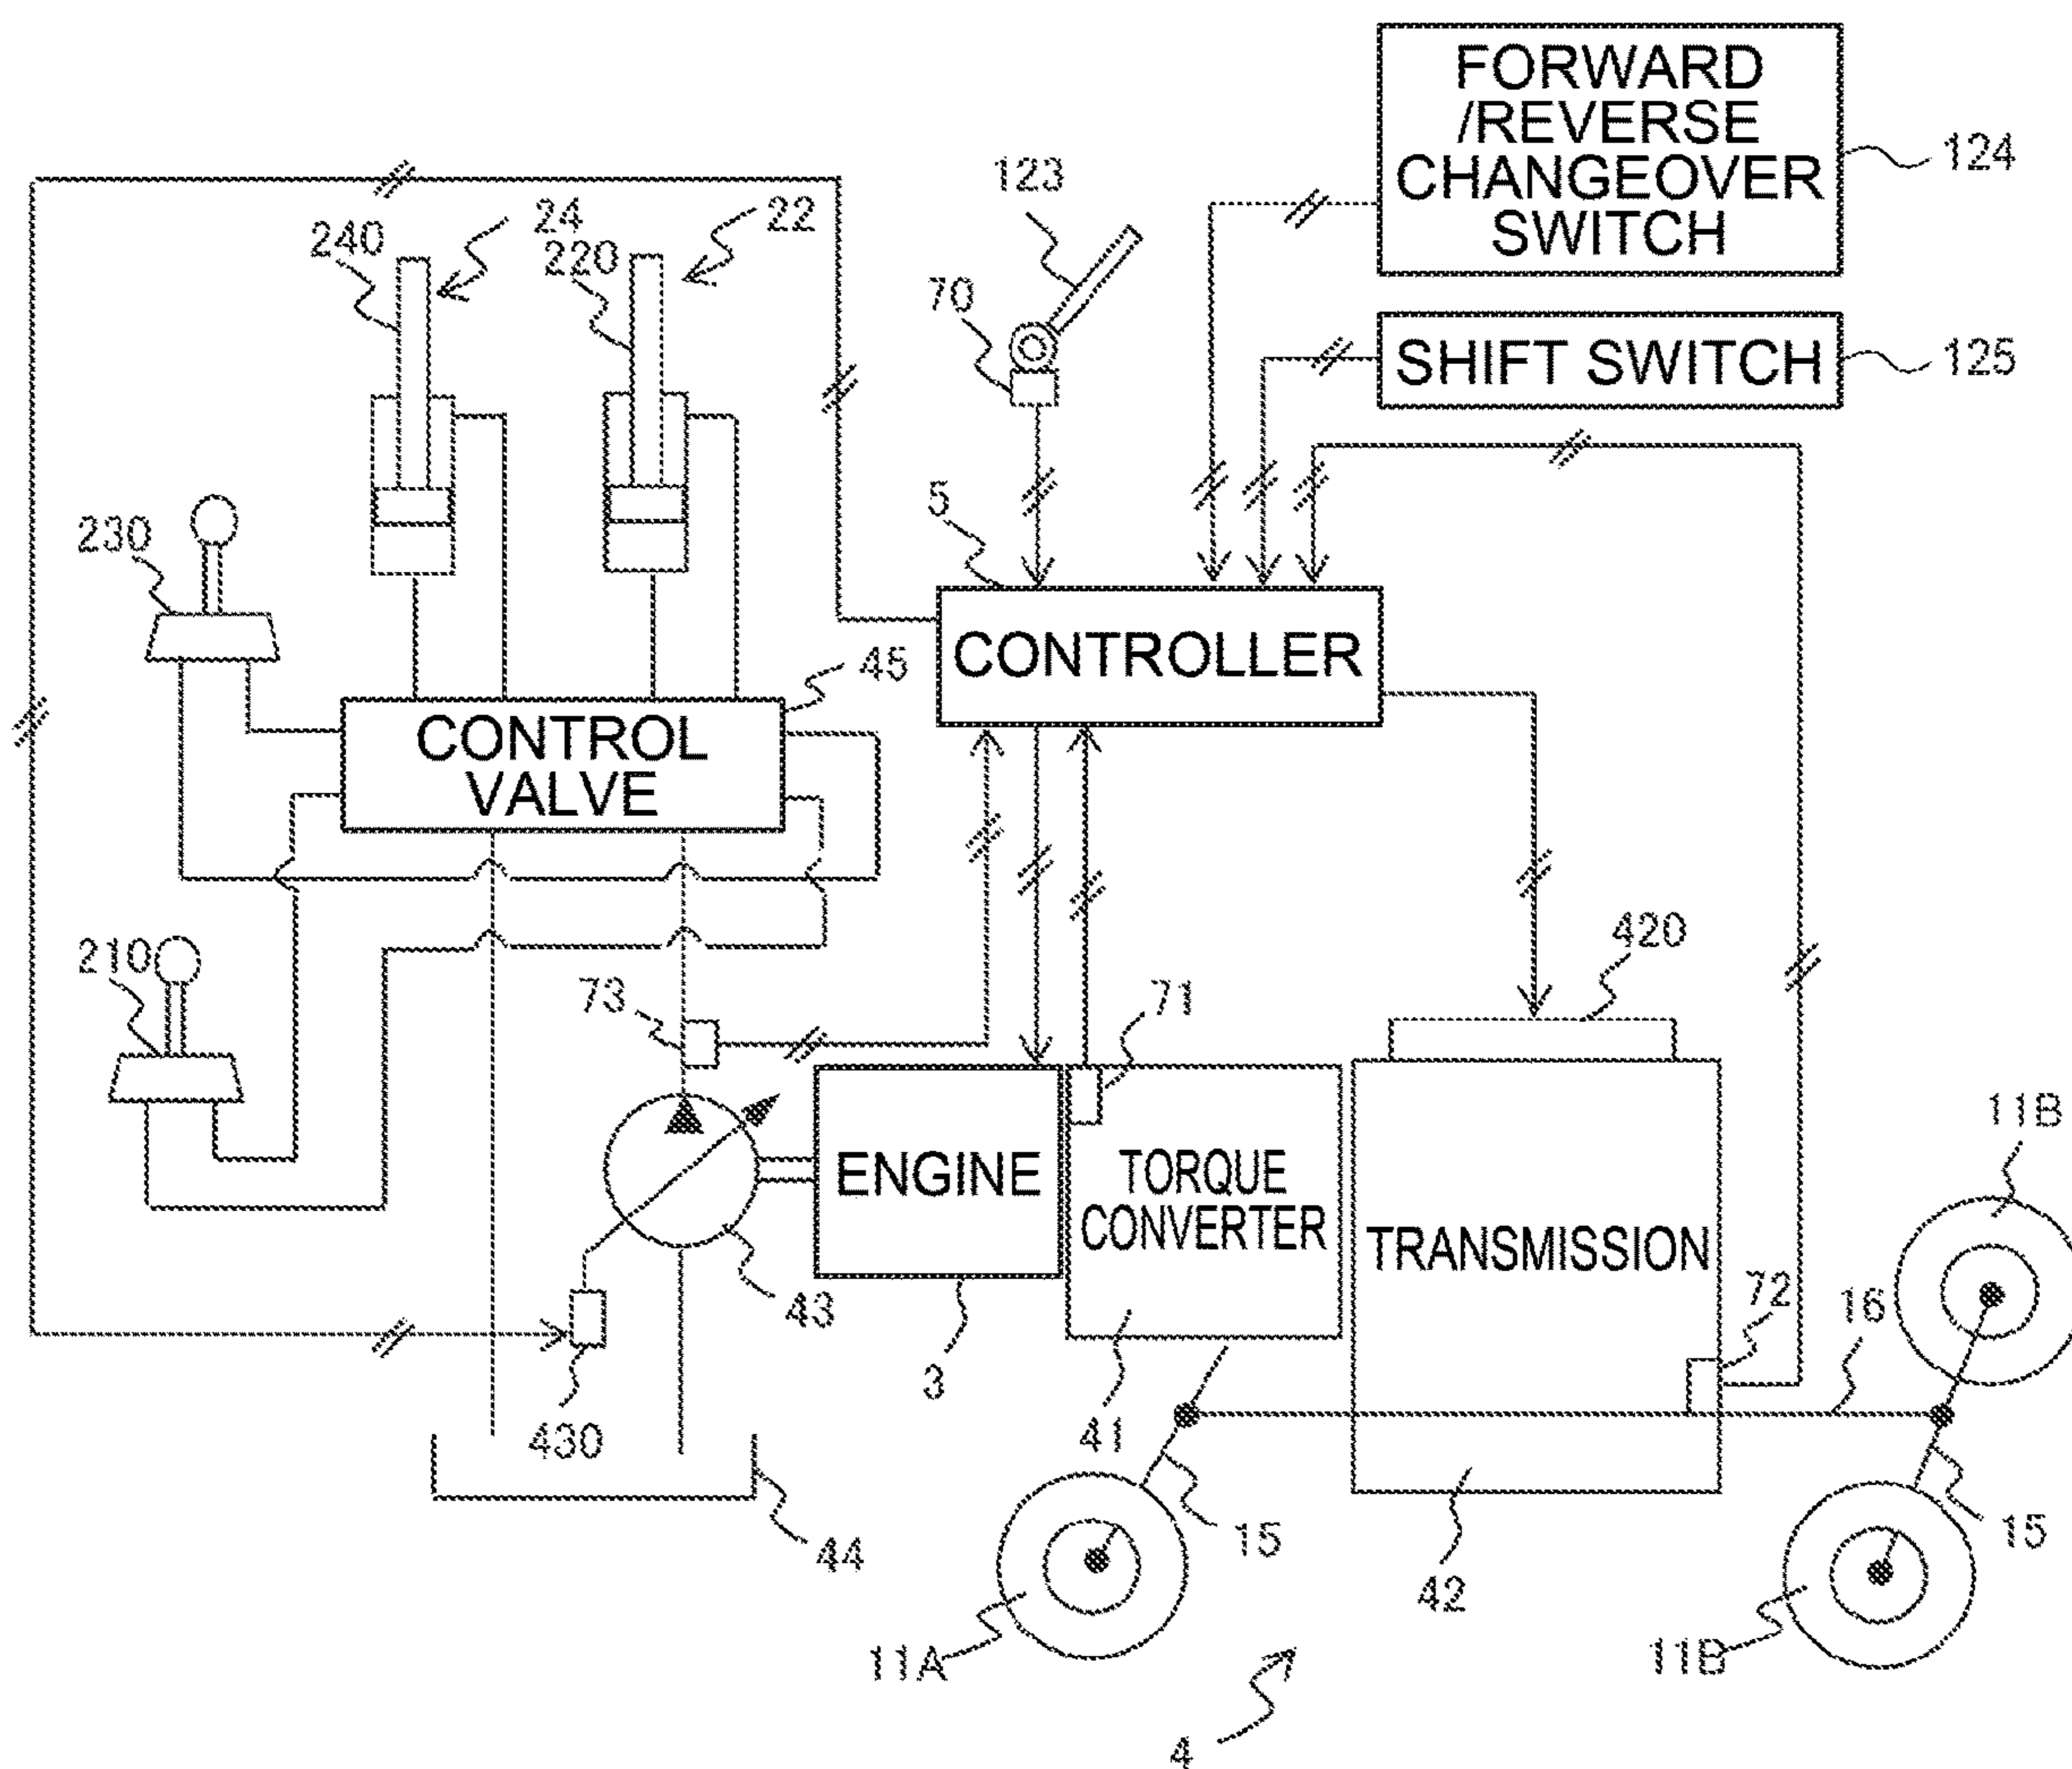 FORWARD
/REVERSE
CHANGEOVER
SWITCH
124
123
24
22
240
220
70
SHIFT SWITCH
125
5
230
CONTROLLER
45
CONTROL
VALVE
420
210
73
71
11B
ENGINE
TORQUE
CONVERTER
TRANSMISSION
72
16
43
3
430
41
15
15
44
42
11A
11B
4